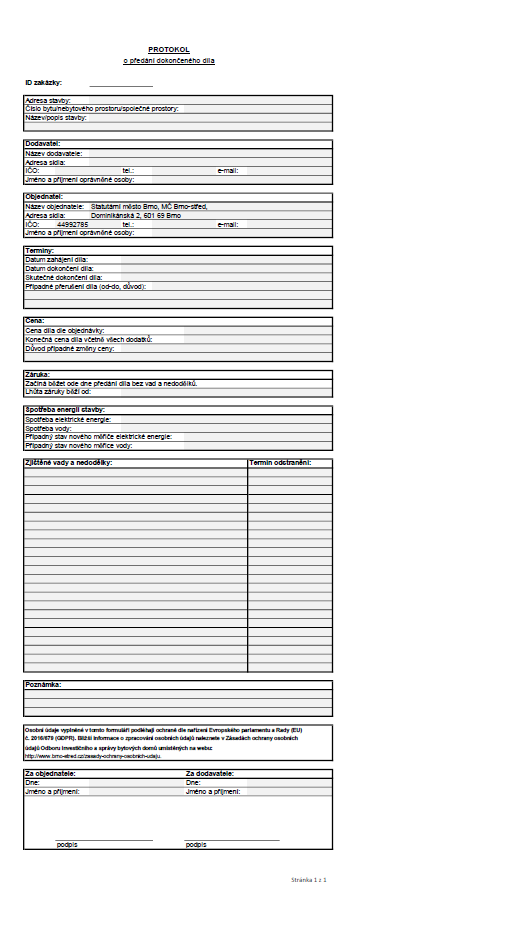 PROTOKOL
o předání dokončeného díla
ID zakázky:
Adresa stavby:
Číslo bytu/nebytového prostoru/společné prostory:
Název/popis stavby:
Dodavatel:
Název dodavatele:
Adresa sídla:
IČO: tel.: e-mail:
Jméno a příjmení oprávněné osoby:
Objednatel:
Název objednatele: Statutární město Brno, MČ Brno-střed,
Adresa sídla: Dominikánská 2, 601 69 Brno
IČO: 44992785 tel.: e-mail:
Jméno a příjmení oprávněné osoby:
Termíny:
Datum zahájení díla:
Datum dokončení díla:
Skutečné dokončení díla:
Případné přerušení díla (od-do, důvod):
Cena:
Cena díla dle objednávky:
Konečná cena díla včetně všech dodatků:
Důvod případné změny ceny:
Záruka:
Začíná běžet ode dne předání díla bez vad a nedodělků.
Lhůta záruky běží od:
Spotřeba energií stavby:
Spotřeba elektrické energie:
Spotřeba vody:
Případný stav nového měřiče elektrické energie:
Případný stav nového měřice vody:
Zjištěné vady a nedodělky: Termín odstranění:
Poznámka:
Osobní údaje vyplněné v tomto formuláři podléhají ochraně dle nařízení Evropského parlamentu a Rady (EU)
č. 2016/679 (GDPR). Bližší informace o zpracování osobních údajů naleznete v Zásadách ochrany osobních
údajů Odboru investičního a správy bytových domů umístěných na webu:
http://www.brno-stred.cz/zasady-ochrany-osobnich-udaju.
Za objednatele: Za dodavatele:
Dne: Dne:
Jméno a příjmení: Jméno a příjmení:
podpis podpis
Stránka 1 z 1